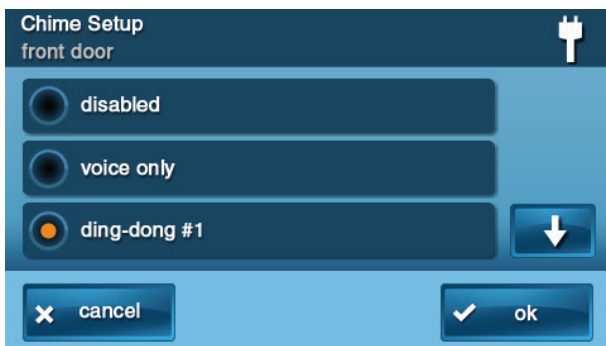 Chime Setup
front door
disabled
voice only
ding-dong #1
cancel
ok